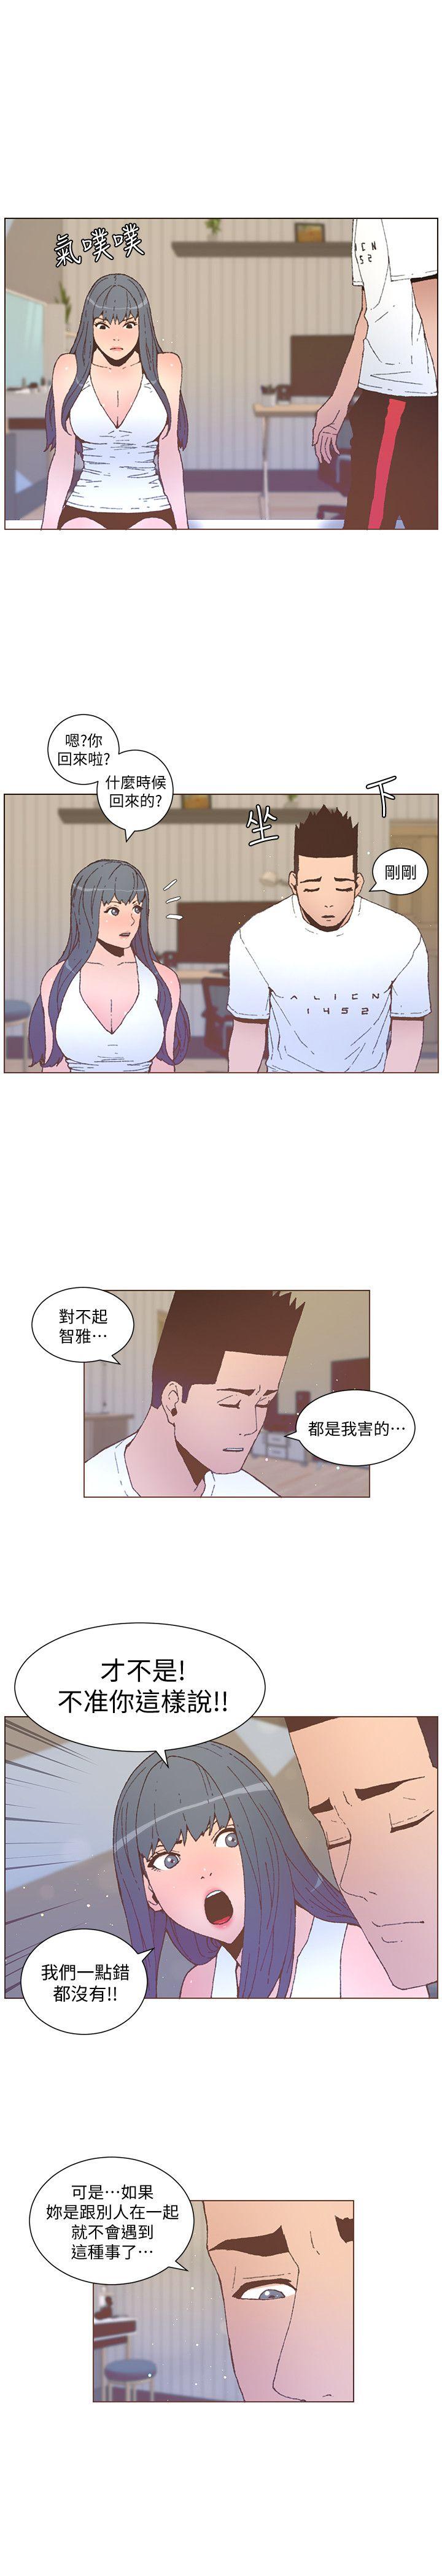 氣噗噗
ALIEN
1452
嗯?你
回來啦?
什麼時候
回來的?
坐下
剛剛
ALIEN
1452
對不起
智雅⋯
都是我害的⋯
才不是!
不准你這樣說!!
我們一點錯
都沒有!!
可是⋯如果
妳是跟別人在一起
就不會遇到
這種事了⋯